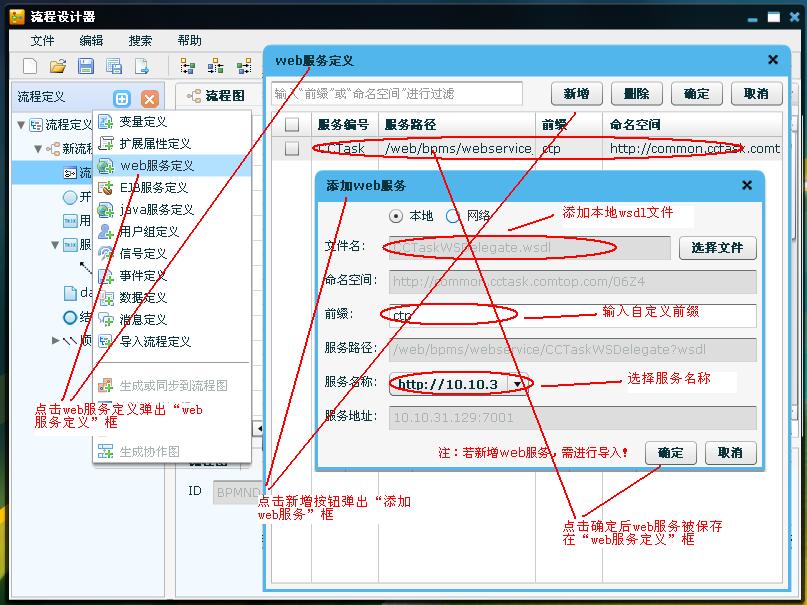 流程设计器
文件 编辑 搜索 帮助
流程定义
流程图
流程定义
新流程
变量定义
扩展属性定义
web服务定义
EJB服务定义
java服务定义
用户组定义
信号定义
事件定义
数据定义
消息定义
导入流程定义
生成或同步到流程图
生成协作图
点击web服务定义弹出“web
服务定义”框
ID BPMND
web服务定义
输入“前缀”或“命名空间”进行过滤
新增 删除 确定 取消
服务编号 服务路径 前缀 命名空间
CCTask /web/bpms/webservice ctp http://common.cctask.comt
添加web服务
本地 网络
添加本地wsdl文件
文件名: CCTaskWSDelegate.wsdl 选择文件
命名空间: http://common.cctask.comtop.com/06Z4
前缀: ctp 输入自定义前缀
服务路径: /web/bpms/webservice/CCTaskWSDelegate?wsdl
服务名称: http://10.10.3 选择服务名称
服务地址: 10.10.31.129:7001
注：若新增web服务，需进行导入!
确定 取消
点击新增按钮弹出“添加
web服务”框
点击确定后web服务被保存
在“web服务定义”框